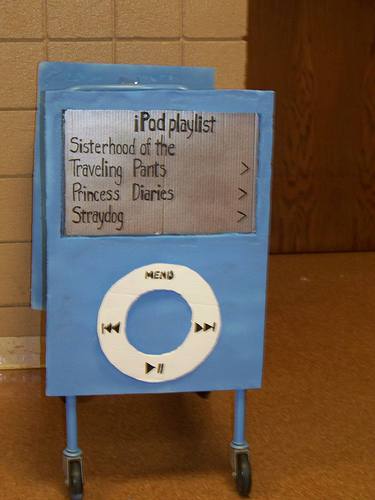 iPod playlist
Sisterhood of the
Traveling Pants >
Princess Diaries >
Straydog >
MENU